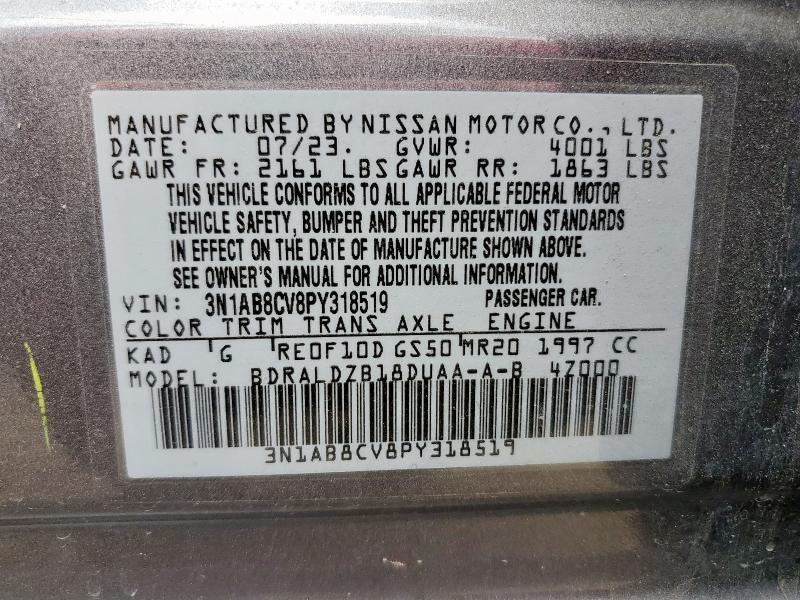 MANUFACTURED BY NISSAN MOTOR CO., LTD.
DATE: 07/23. GVWR: 4001 LBS
GAWR FR: 2161 LBS GAWR RR: 1863 LBS
THIS VEHICLE CONFORMS TO ALL APPLICABLE FEDERAL MOTOR
VEHICLE SAFETY, BUMPER AND THEFT PREVENTION STANDARDS
IN EFFECT ON THE DATE OF MANUFACTURE SHOWN ABOVE.
SEE OWNER'S MANUAL FOR ADDITIONAL INFORMATION.
VIN: 3N1AB8CV8PY318519 PASSENGER CAR.
COLOR TRIM TRANS AXLE ENGINE
KAD G RE0F10D GS50 MR20 1997 CC
MODEL: BDRALDZB18DUAA-A-B 4Z000
3N1AB8CV8PY318519